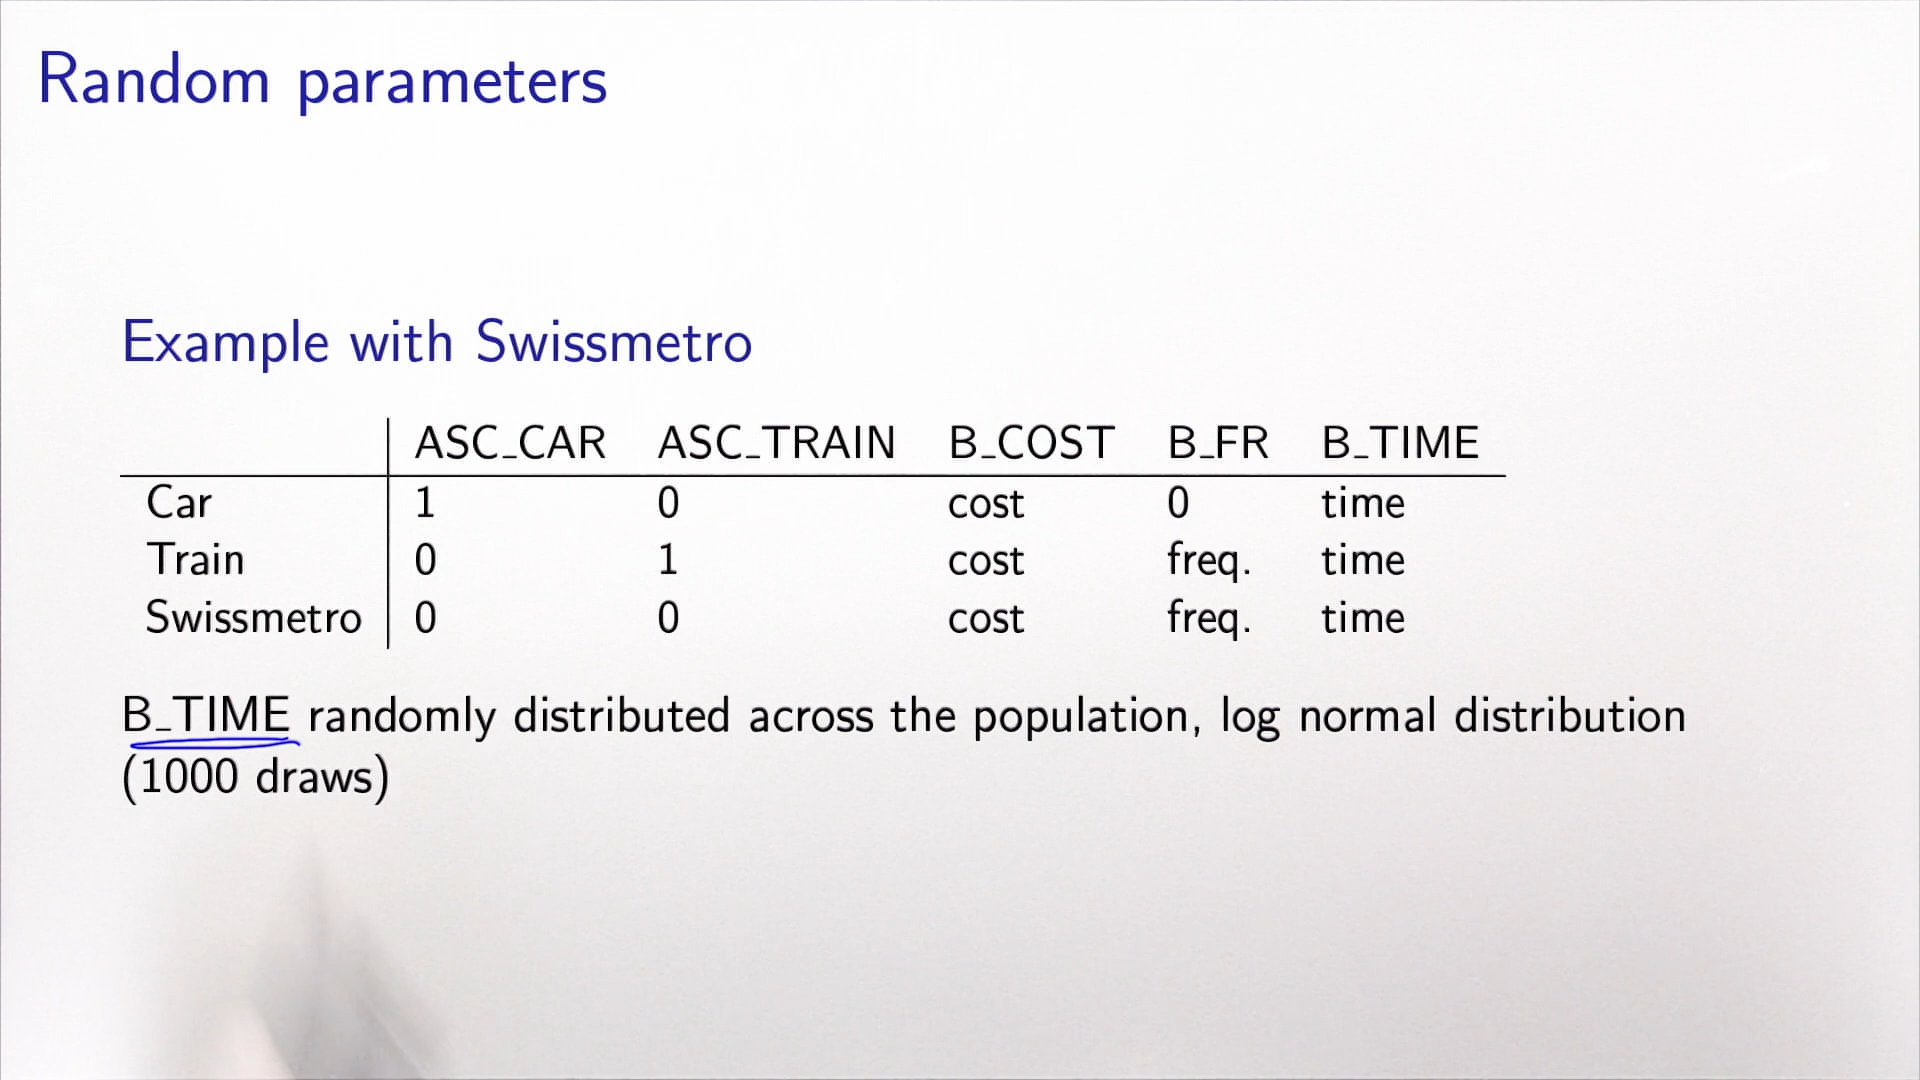 Random parameters
Example with Swissmetro
ASC_CAR ASC_TRAIN B_COST B_FR B_TIME
Car 1 0 cost 0 time
Train 0 1 cost freq. time
Swissmetro 0 0 cost freq. time
B_TIME randomly distributed across the population, log normal distribution
(1000 draws)